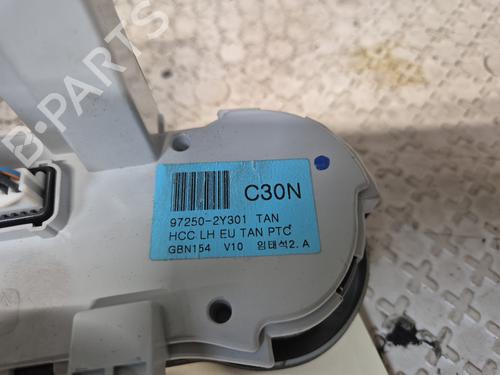 B-PARTS
C30N
97250-2Y301 TAN
HCC LH EU TAN PTC
GBN154 V10 임태석2. A